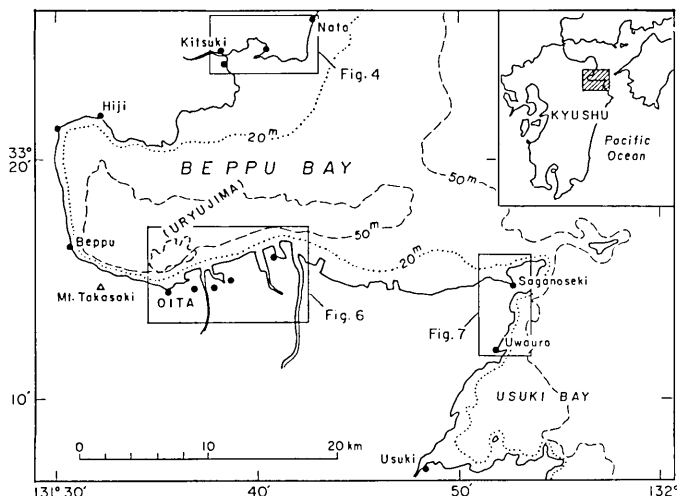 Nata
Kitsuki
Fig. 4
Hiji
KYUSHU
Pacific
Ocean
20m
33°
20'
BEPPU BAY
50m
(URYUJIMA)
Beppu
50m
20m
Mt. Takasaki
OITA
Saganoseki
Fig. 6
Fig. 7
Uwaura
10'
USUKI BAY
0 10 20 km
Usuki
131°30' 40' 50' 132°